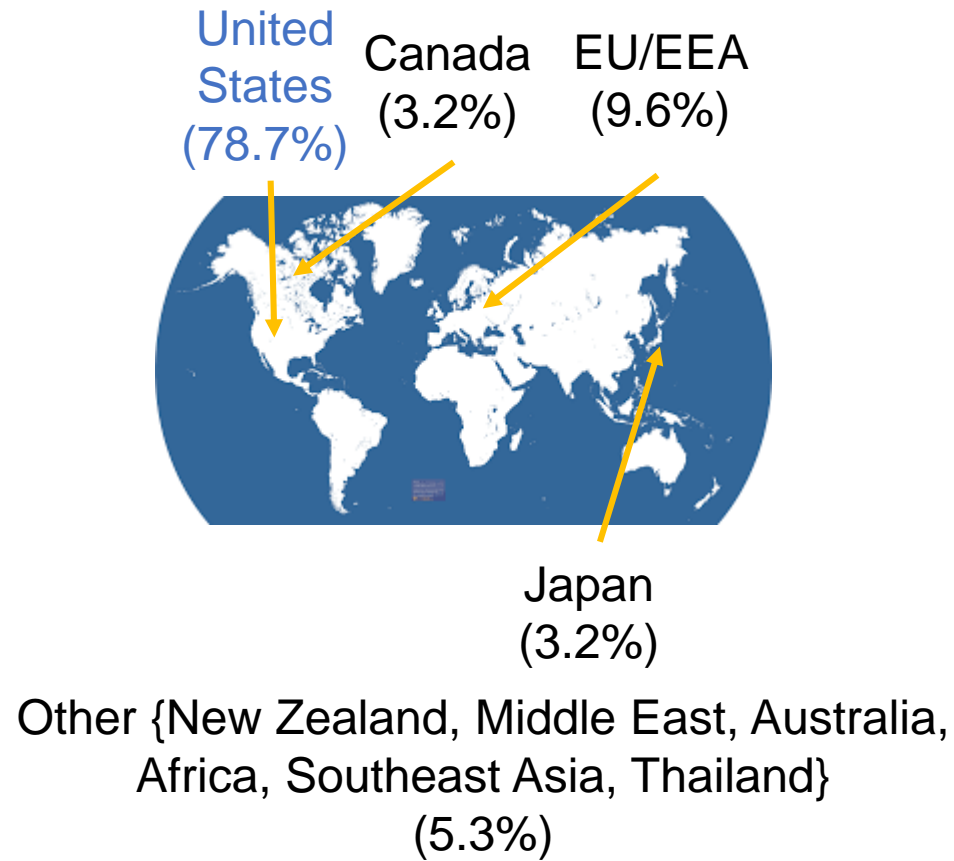 United
States
(78.7%)
Canada
(3.2%)
EU/EEA
(9.6%)
Japan
(3.2%)
Other {New Zealand, Middle East, Australia,
Africa, Southeast Asia, Thailand}
(5.3%)